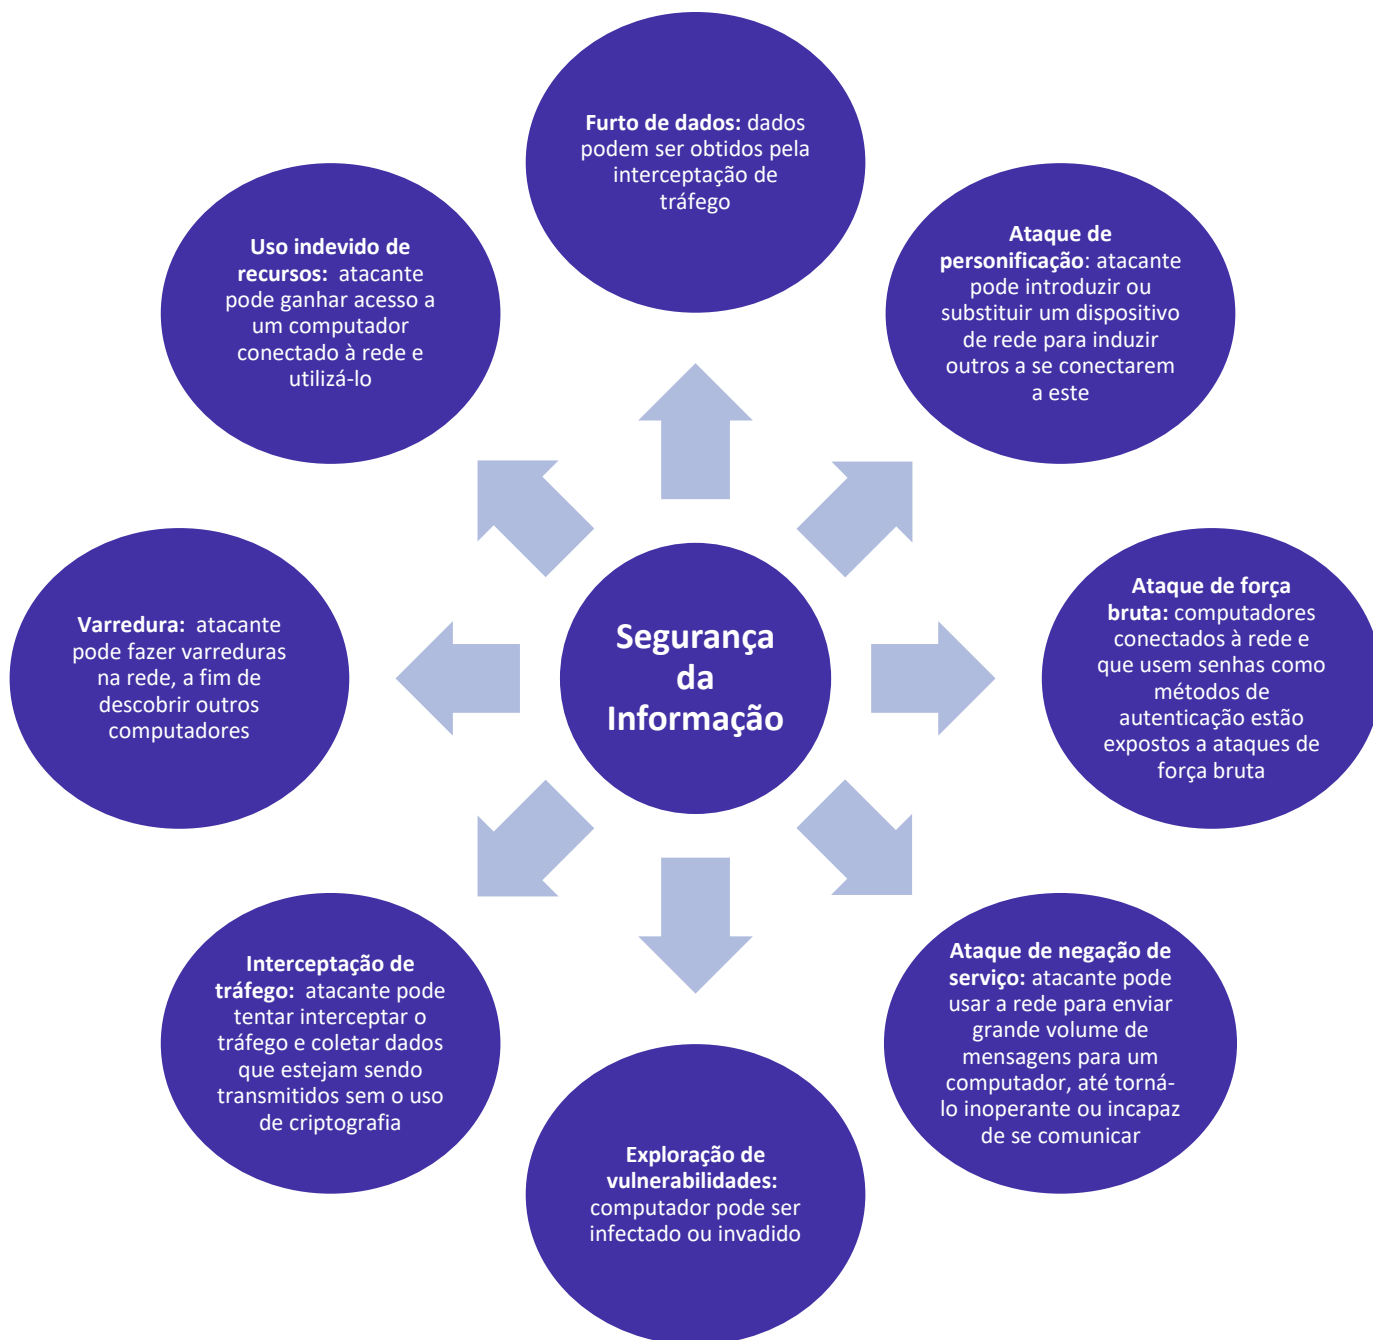 Furto de dados: dados
podem ser obtidos pela
interceptação de
tráfego
Ataque de
personificação: atacante
pode introduzir ou
substituir um dispositivo
de rede para induzir
outros a se conectarem
a este
Ataque de força
bruta: computadores
conectados à rede e
que usem senhas como
métodos de
autenticação estão
expostos a ataques de
força bruta
Ataque de negação de
serviço: atacante pode
usar a rede para enviar
grande volume de
mensagens para um
computador, até torná-
lo inoperante ou incapaz
de se comunicar
Exploração de
vulnerabilidades:
computador pode ser
infectado ou invadido
Interceptação de
tráfego: atacante pode
tentar interceptar o
tráfego e coletar dados
que estejam sendo
transmitidos sem o uso
de criptografia
Varredura: atacante
pode fazer varreduras
na rede, a fim de
descobrir outros
computadores
Uso indevido de
recursos: atacante
pode ganhar acesso a
um computador
conectado à rede e
utilizá-lo
Segurança
da
Informação